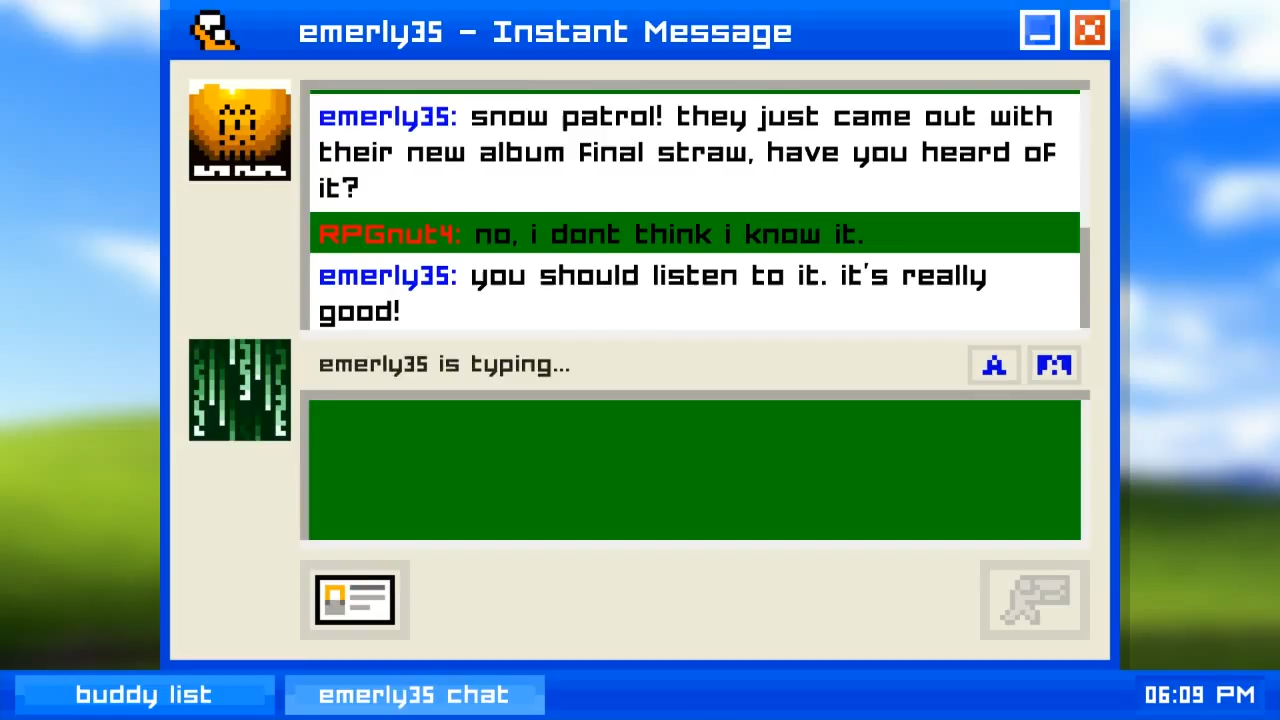 emerly35 - Instant Message
emerly35: snow patrol! they just came out with
their new album final straw, have you heard of
it?
RPGnut4: no, i dont think i know it.
emerly35: you should listen to it. it's really
good!
emerly35 is typing...
A
buddy list
emerly35 chat
06:09 PM